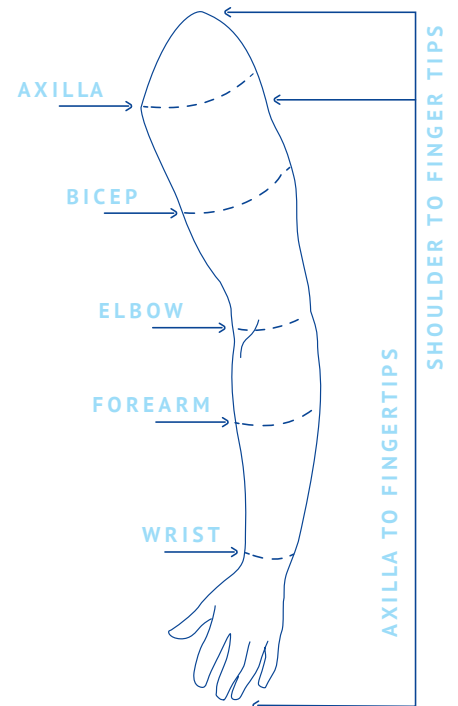 AXILLA
BICEP
ELBOW
FOREARM
WRIST
AXILLA TO FINGERTIPS
SHOULDER TO FINGER TIPS